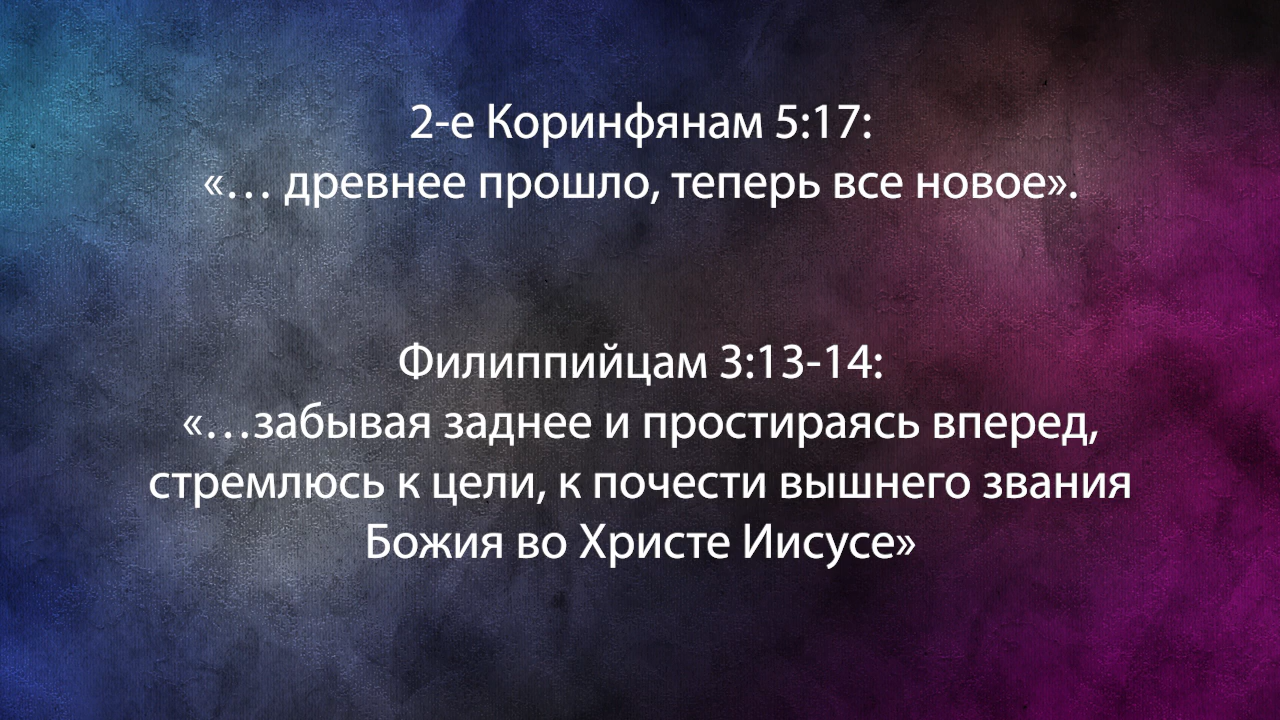 2-е Коринфянам 5:17:
«… древнее прошло, теперь все новое».
Филиппийцам 3:13-14:
«…забывая заднее и простираясь вперед,
стремлюсь к цели, к почести вышнего звания
Божия во Христе Иисусе»